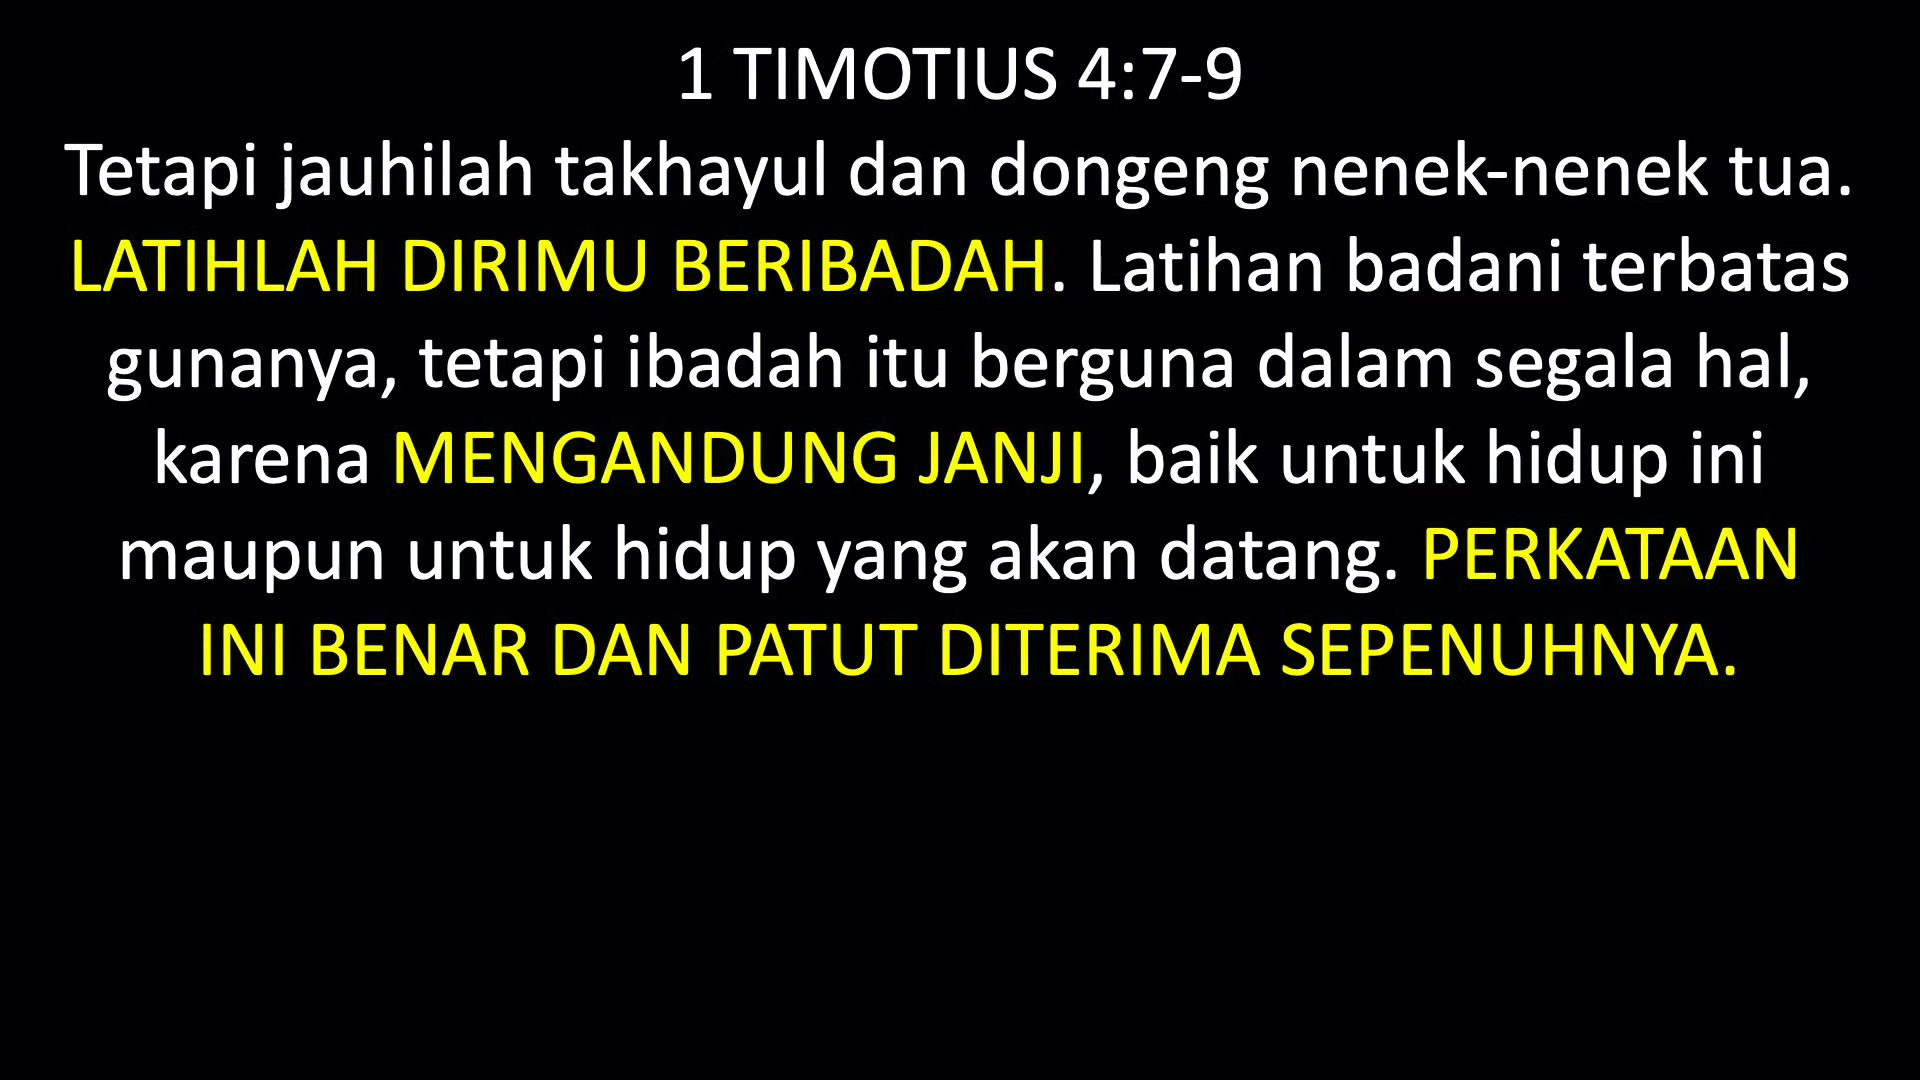 1 TIMOTIUS 4:7-9
Tetapi jauhilah takhayul dan dongeng nenek-nenek tua.
LATIHLAH DIRIMU BERIBADAH. Latihan badani terbatas
gunanya, tetapi ibadah itu berguna dalam segala hal,
karena MENGANDUNG JANJI, baik untuk hidup ini
maupun untuk hidup yang akan datang. PERKATAAN
INI BENAR DAN PATUT DITERIMA SEPENUHNYA.